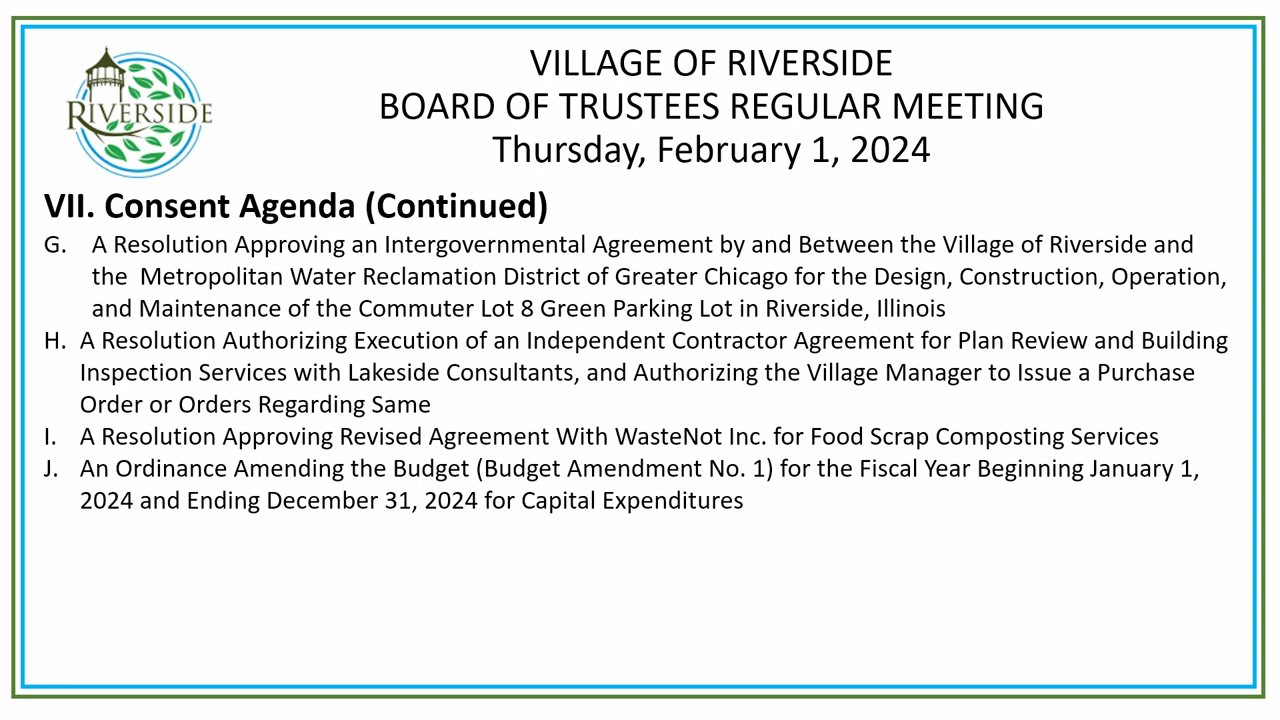 RIVERSIDE
VILLAGE OF RIVERSIDE
BOARD OF TRUSTEES REGULAR MEETING
Thursday, February 1, 2024
VII. Consent Agenda (Continued)
G. A Resolution Approving an Intergovernmental Agreement by and Between the Village of Riverside and
the  Metropolitan Water Reclamation District of Greater Chicago for the Design, Construction, Operation,
and Maintenance of the Commuter Lot 8 Green Parking Lot in Riverside, Illinois
H. A Resolution Authorizing Execution of an Independent Contractor Agreement for Plan Review and Building
Inspection Services with Lakeside Consultants, and Authorizing the Village Manager to Issue a Purchase
Order or Orders Regarding Same
I. A Resolution Approving Revised Agreement With WasteNot Inc. for Food Scrap Composting Services
J. An Ordinance Amending the Budget (Budget Amendment No. 1) for the Fiscal Year Beginning January 1,
2024 and Ending December 31, 2024 for Capital Expenditures